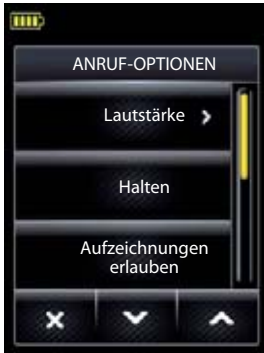 ANRUF-OPTIONEN
Lautstärke
Halten
Aufzeichnungen
erlauben